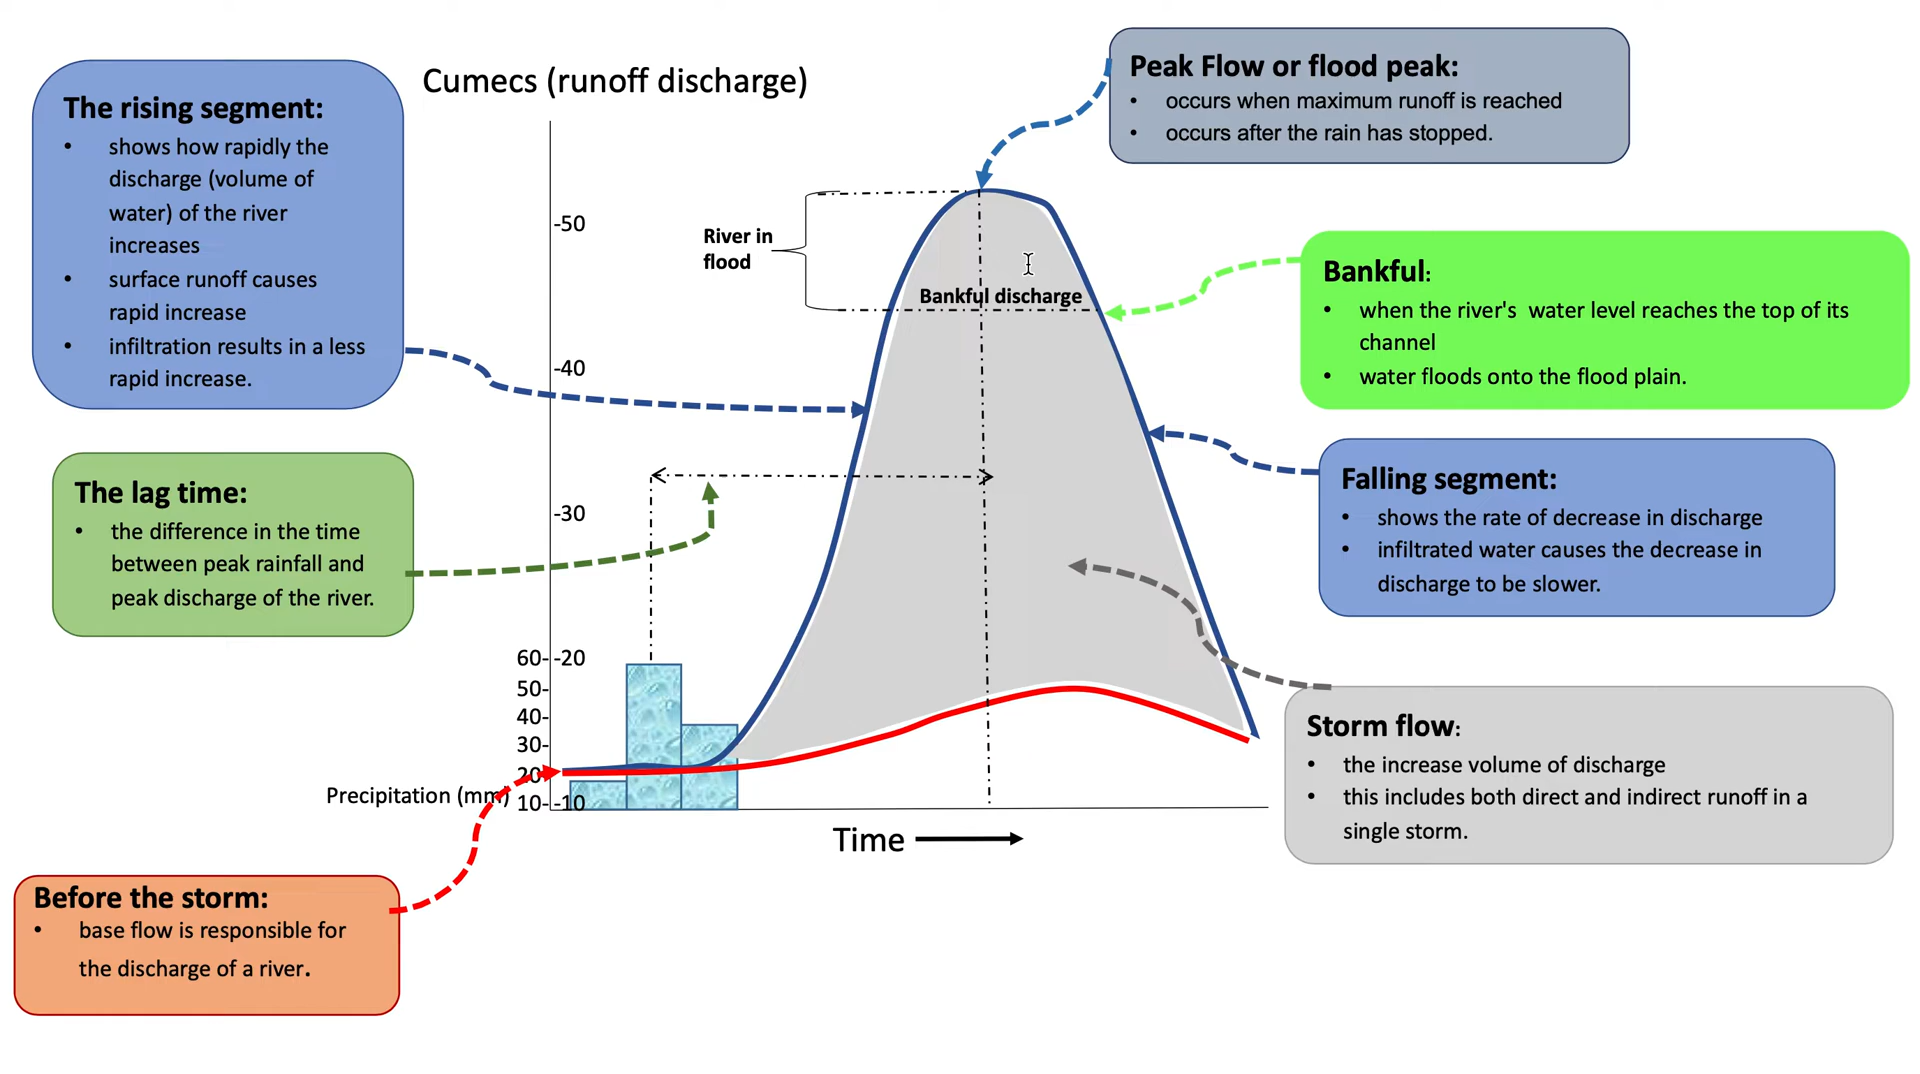 Cumecs (runoff discharge)
The rising segment:
• shows how rapidly the
discharge (volume of
water) of the river
increases
• surface runoff causes
rapid increase
• infiltration results in a less
rapid increase.
The lag time:
• the difference in the time
between peak rainfall and
peak discharge of the river.
Before the storm:
• base flow is responsible for
the discharge of a river.
Peak Flow or flood peak:
• occurs when maximum runoff is reached
• occurs after the rain has stopped.
Bankful:
• when the river's  water level reaches the top of its
channel
• water floods onto the flood plain.
Falling segment:
• shows the rate of decrease in discharge
• infiltrated water causes the decrease in
discharge to be slower.
Storm flow:
• the increase volume of discharge
• this includes both direct and indirect runoff in a
single storm.
River in
flood
Bankful discharge
-50
-40
-30
60- -20
50-
40-
30-
20-
10- -10
Precipitation (mm)
Time